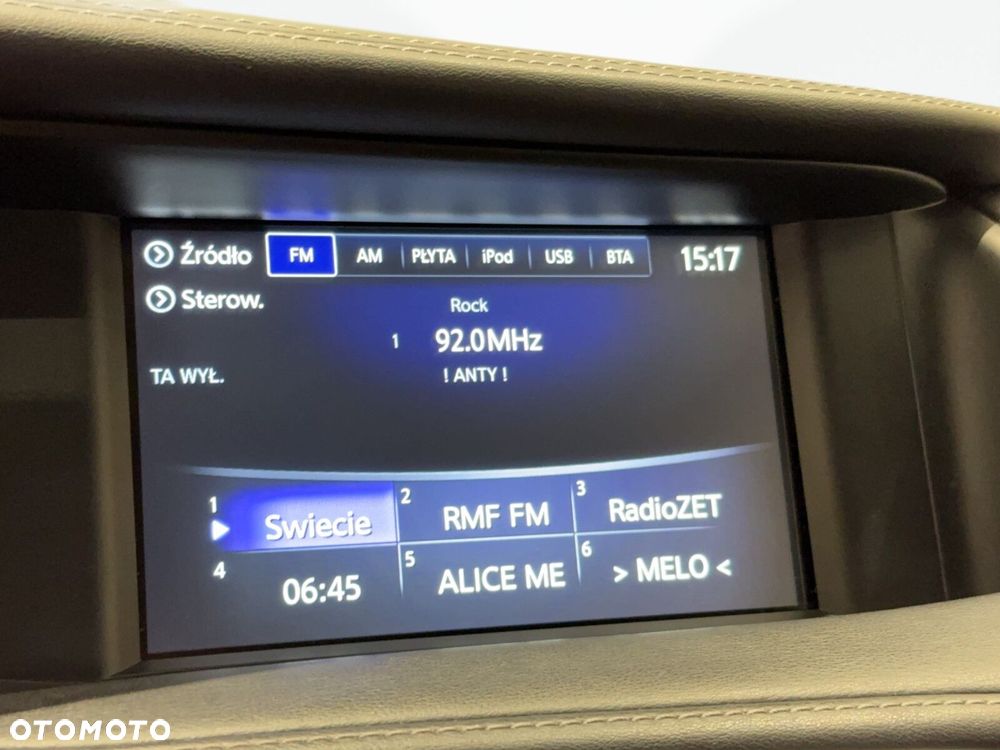 Źródło FM AM PŁYTA iPod USB BTA 15:17
Sterow.
Rock
1 92.0MHz
TA WYŁ. ! ANTY !
1 Swiecie 2 RMF FM 3 RadioZET
4 06:45 5 ALICE ME 6 > MELO <
OTOMOTO